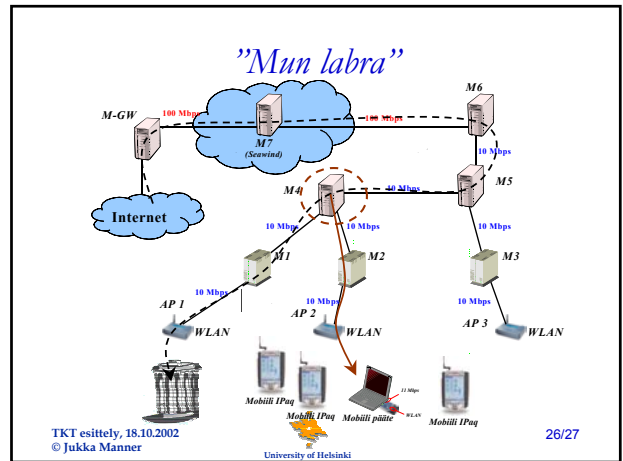 "Mun labra"
M6
M-GW
100 Mbps
100 Mbps
M7
(Seawind)
10 Mbps
M5
M4
10 Mbps
Internet
10 Mbps
10 Mbps
10 Mbps
M1
M2
M3
10 Mbps
10 Mbps
10 Mbps
AP 1
AP 2
AP 3
WLAN
WLAN
WLAN
11 Mbps
WLAN
Mobiili IPaq
Mobiili IPaq
Mobiili pääte
Mobiili IPaq
TKT esittely, 18.10.2002
© Jukka Manner
University of Helsinki
26/27